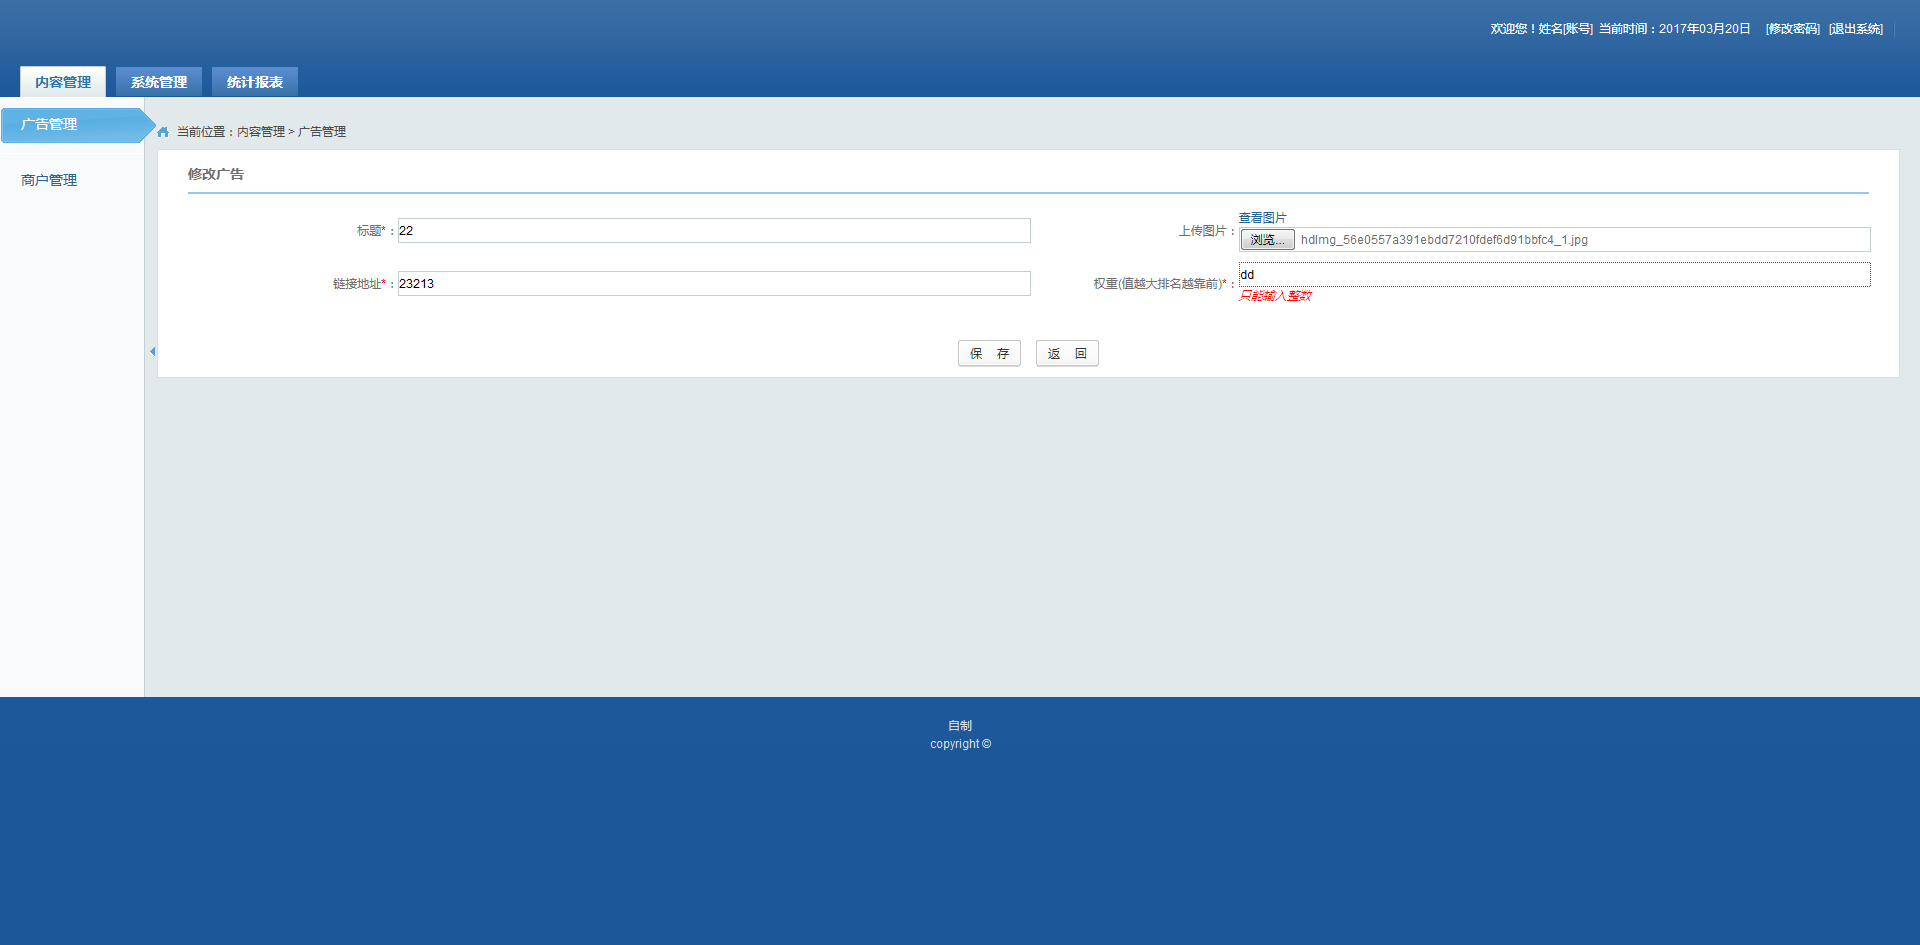 欢迎您！姓名[账号] 当前时间：2017年03月20日 [修改密码] [退出系统]
内容管理 系统管理 统计报表
广告管理
当前位置：内容管理 > 广告管理
商户管理
修改广告
查看图片
标题*：22
上传图片：浏览... hdImg_56e0557a391ebdd7210fdef6d91bbfc4_1.jpg
链接地址*：23213
权重(值越大排名越靠前)*：dd
只能输入整数
保 存 返 回
自制
copyright ©